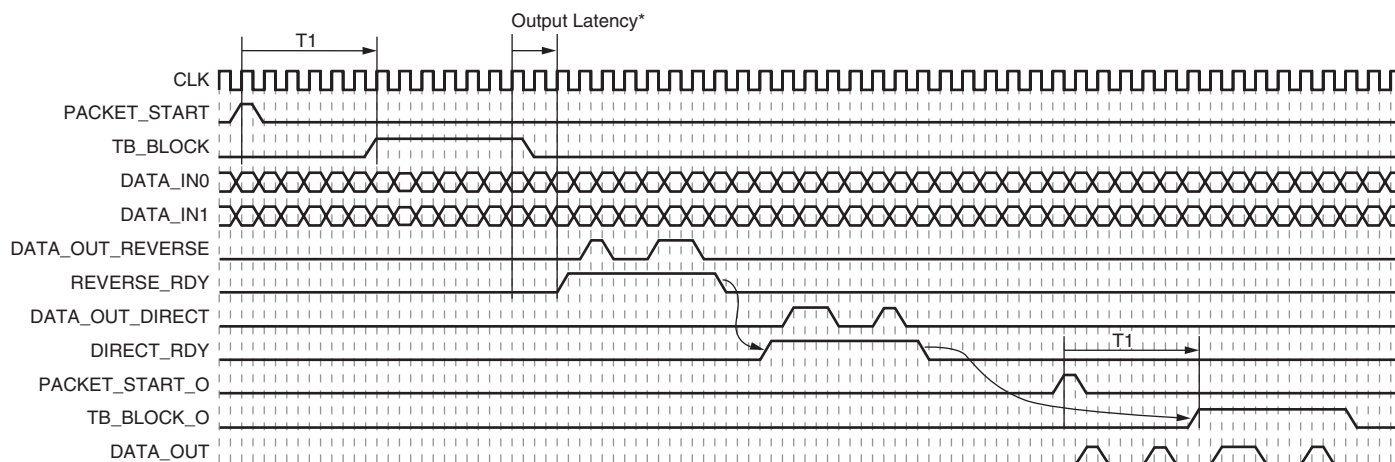 Output Latency*
T1
CLK
PACKET_START
TB_BLOCK
DATA_IN0
DATA_IN1
DATA_OUT_REVERSE
REVERSE_RDY
DATA_OUT_DIRECT
DIRECT_RDY
T1
PACKET_START_O
TB_BLOCK_O
DATA_OUT